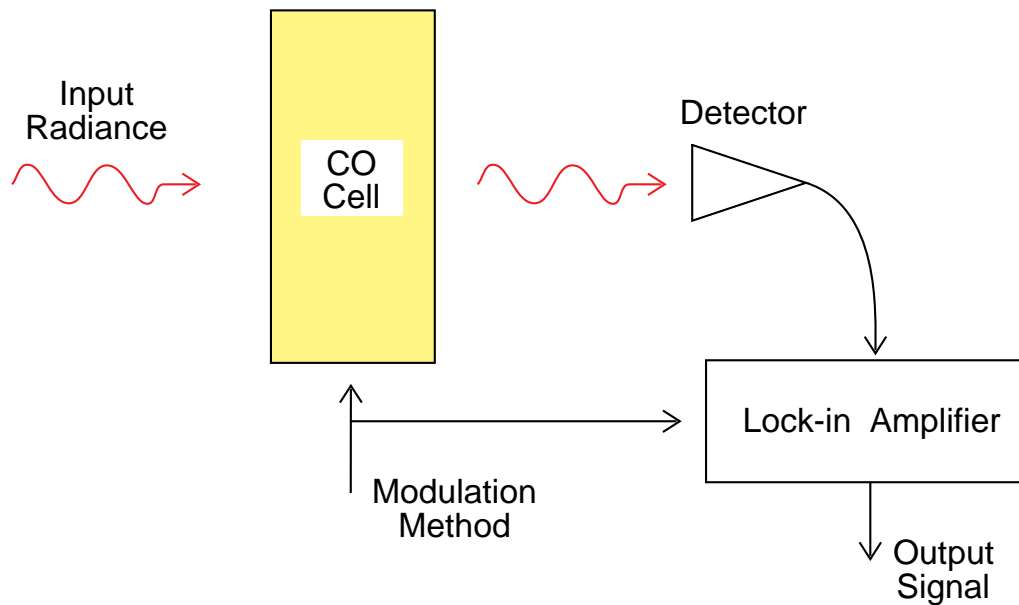 Input
Radiance
CO
Cell
Detector
Lock-in Amplifier
Modulation
Method
Output
Signal